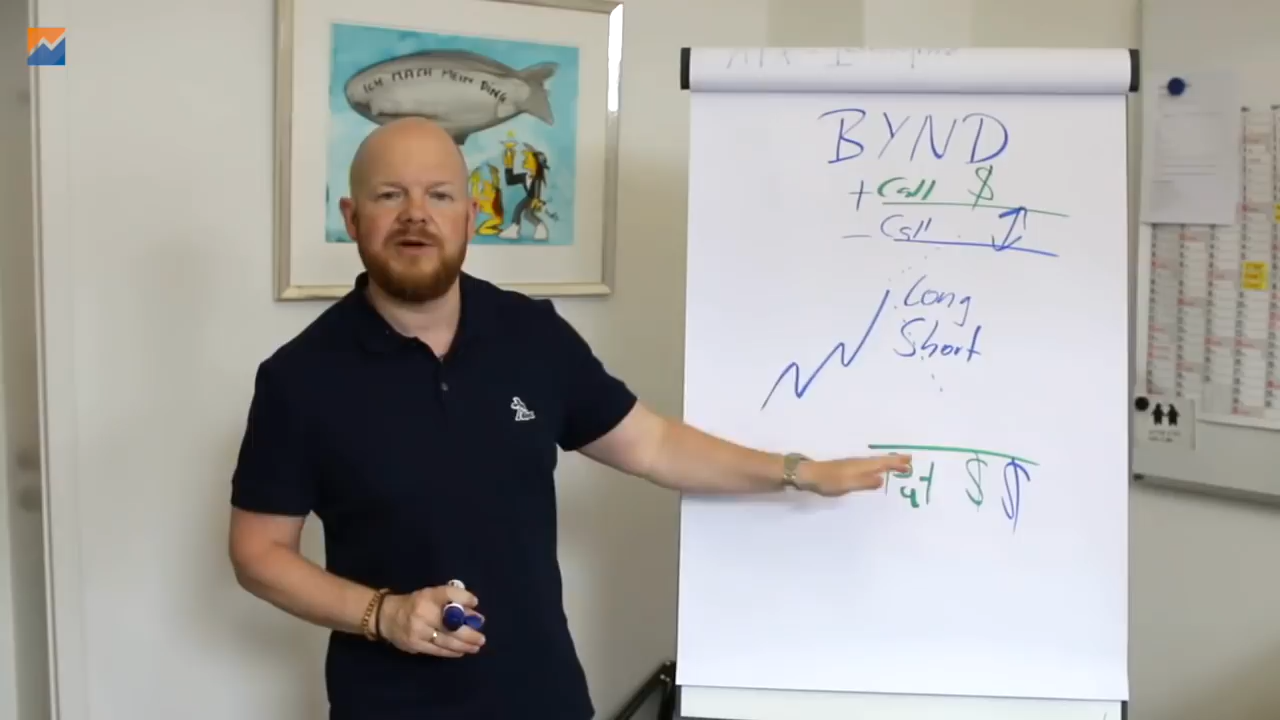 ICH MACH MEIN DING
BYND
+ Call $
– Call
Long
Short
Put $ $